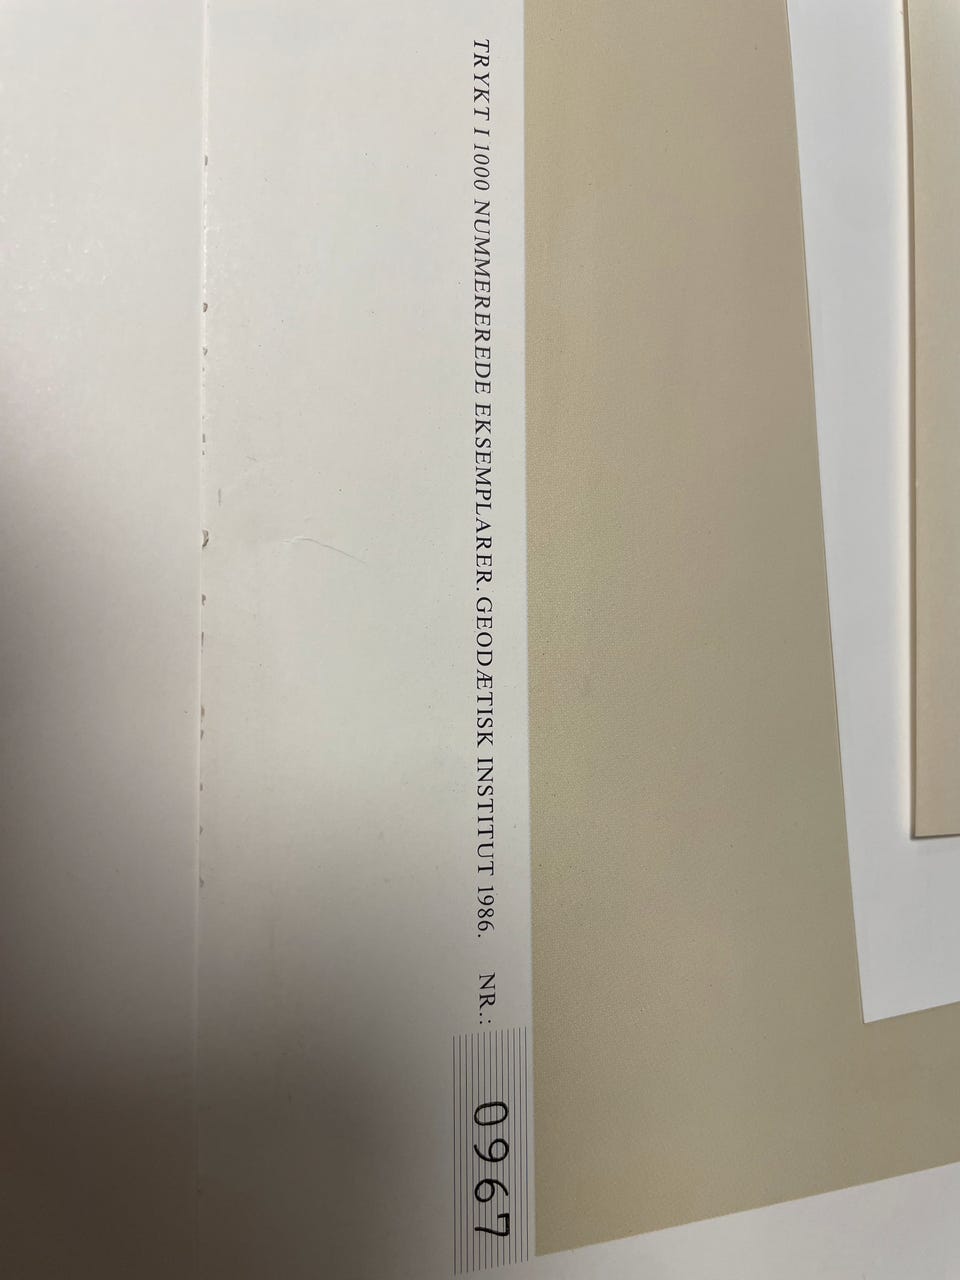 TRYKT I 1000 NUMMEREREDE EKSEMPLARER. GEODÆTISK INSTITUT 1986. NR.: 0967